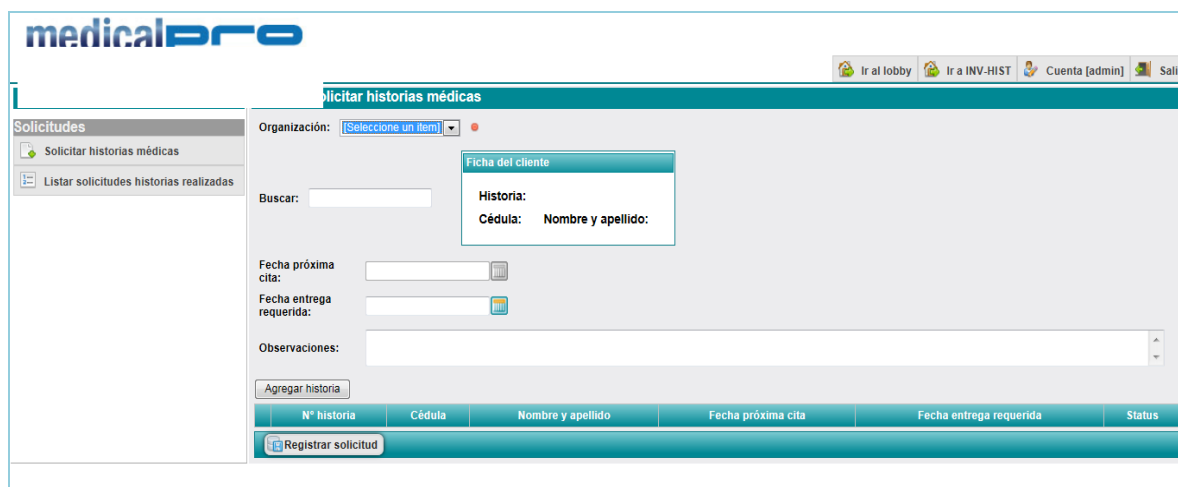 medicalpro
Ir al lobby Ir a INV-HIST Cuenta [admin] Sali
olicitar historias médicas
Solicitudes
Solicitar historias médicas
Listar solicitudes historias realizadas
Organización: [Seleccione un item]
Ficha del cliente
Buscar:
Historia:
Cédula: Nombre y apellido:
Fecha próxima
cita:
Fecha entrega
requerida:
Observaciones:
Agregar historia
N° historia Cédula Nombre y apellido Fecha próxima cita Fecha entrega requerida Status
Registrar solicitud